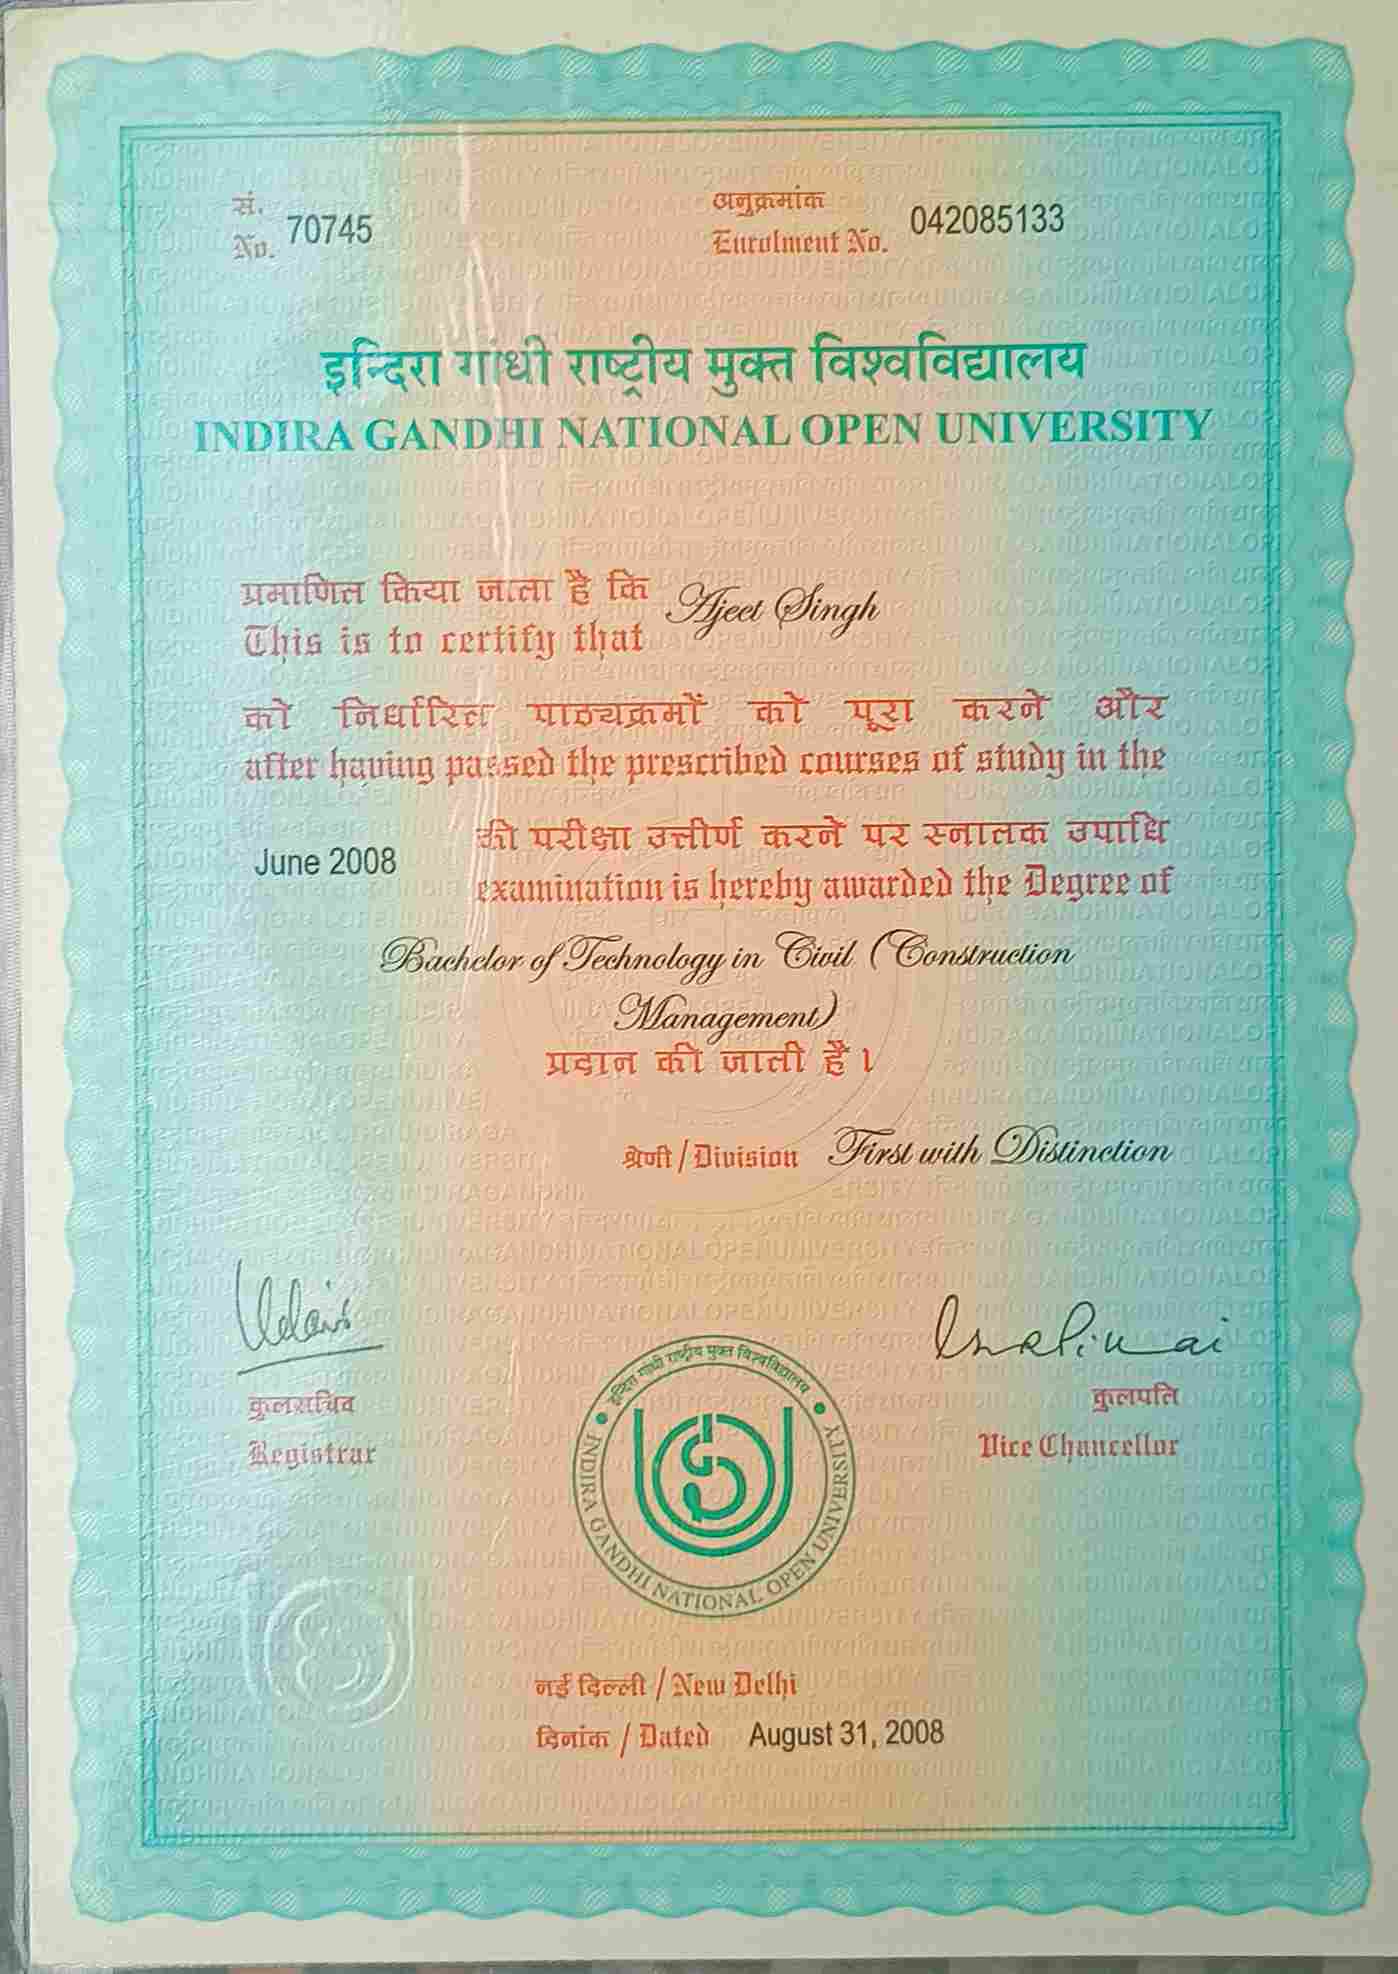 सं.
No. 70745
अनुक्रमांक
Enrolment No. 042085133
इन्दिरा गांधी राष्ट्रीय मुक्त विश्वविद्यालय
INDIRA GANDHI NATIONAL OPEN UNIVERSITY
प्रमाणित किया जाता है कि
This is to certify that Ajeet Singh
को निर्धारित पाठ्यक्रमों को पूरा करने और
after having passed the prescribed courses of study in the
की परीक्षा उत्तीर्ण करने पर स्नातक उपाधि
June 2008
examination is hereby awarded the Degree of
Bachelor of Technology in Civil (Construction
Management)
प्रदान की जाती है।
श्रेणी / Division First with Distinction
कुलसचिव
Registrar
कुलपति
Vice Chancellor
इन्दिरा गांधी राष्ट्रीय मुक्त विश्वविद्यालय
INDIRA GANDHI NATIONAL OPEN UNIVERSITY
नई दिल्ली / New Delhi
दिनांक / Dated August 31, 2008